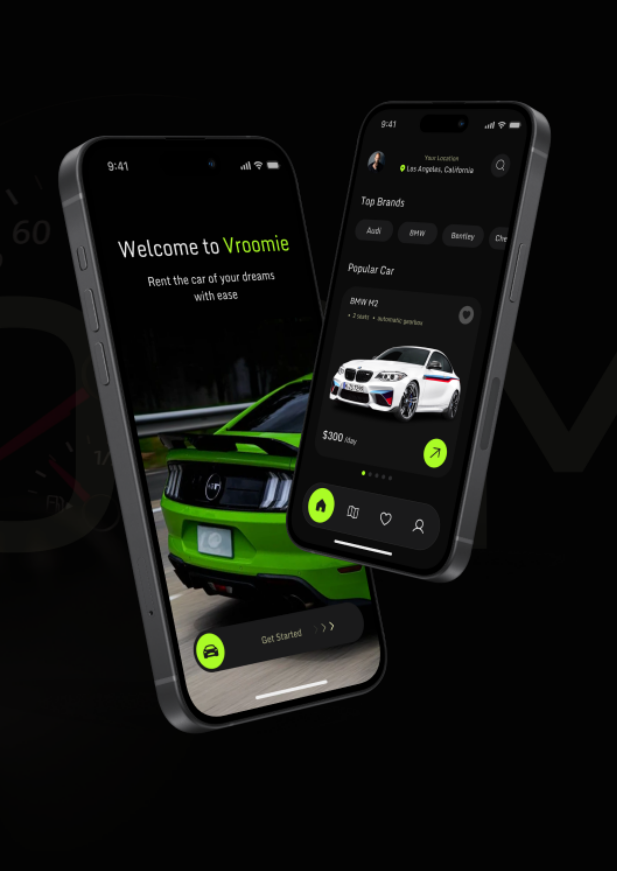 9:41
Welcome to Vroomie
Rent the car of your dreams
with ease
GT
Get Started
9:41
Your Location
Los Angeles, California
Top Brands
Audi
BMW
Bentley
Che
Popular Car
BMW M2
• 2 seats • automatic gearbox
$300 /day
60